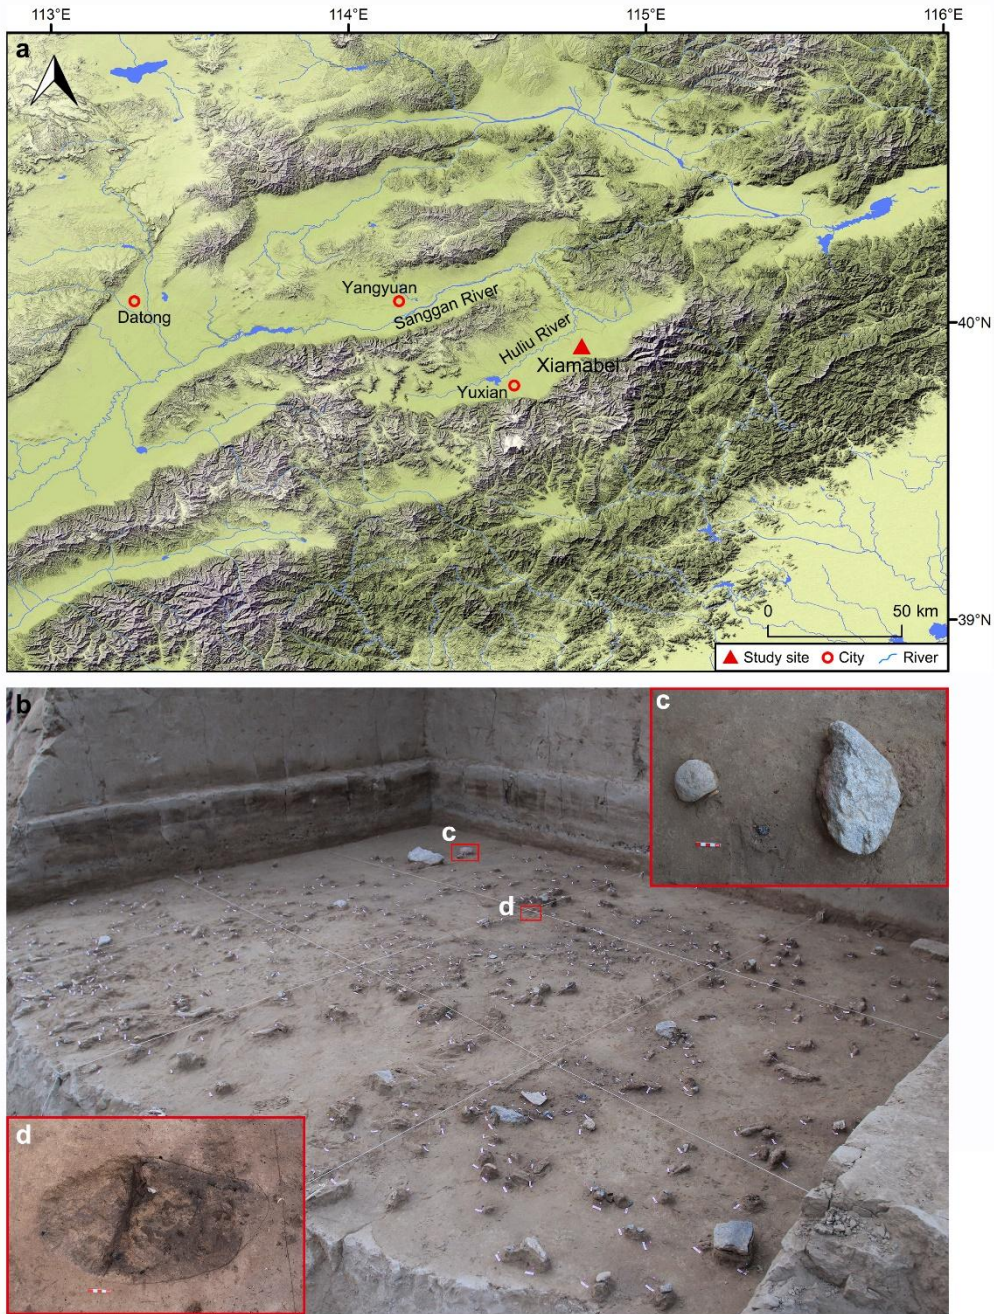 113°E 114°E 115°E 116°E
a
Yangyuan
Datong
Sanggan River
40°N
Huliu River
Xiamabei
Yuxian
0 50 km
39°N
Study site City River
b
c
c
d
d